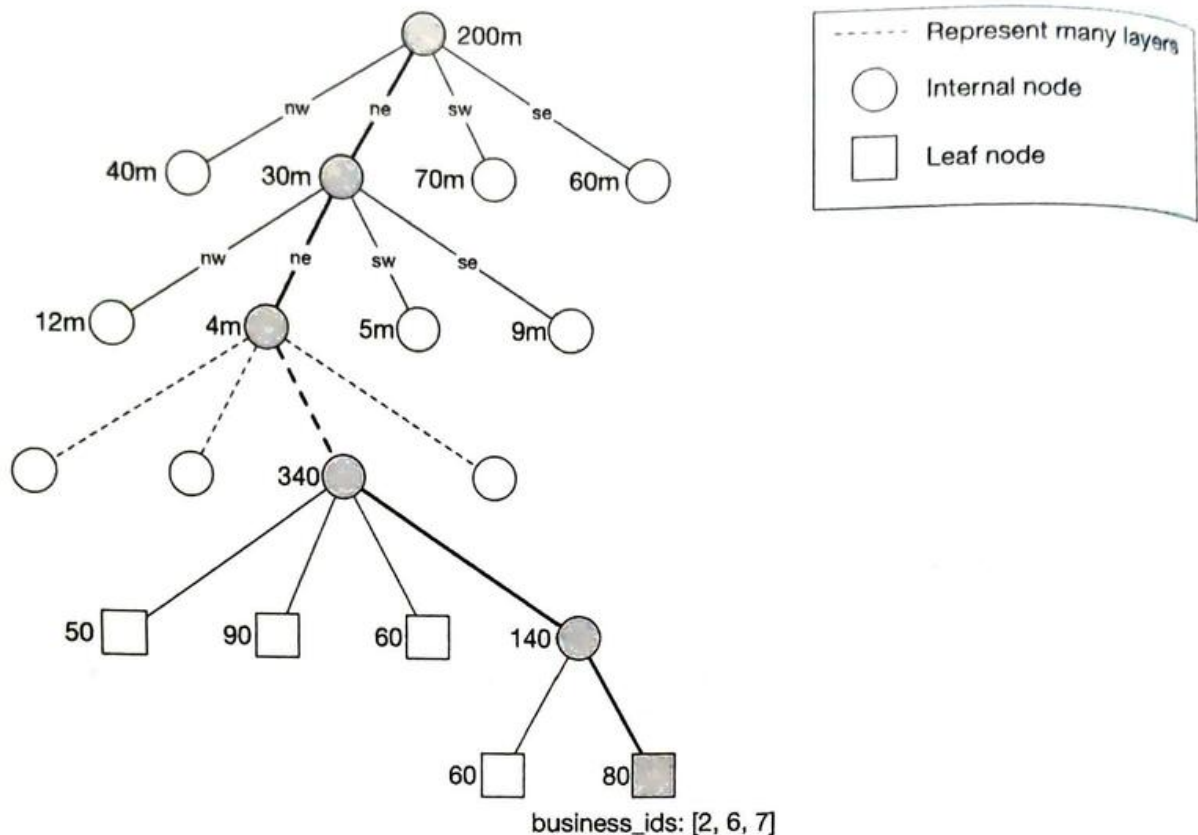 200m
nw ne sw se
40m 30m 70m 60m
nw ne sw se
12m 4m 5m 9m
340
50 90 60 140
60 80
business_ids: [2, 6, 7]
Represent many layers
Internal node
Leaf node